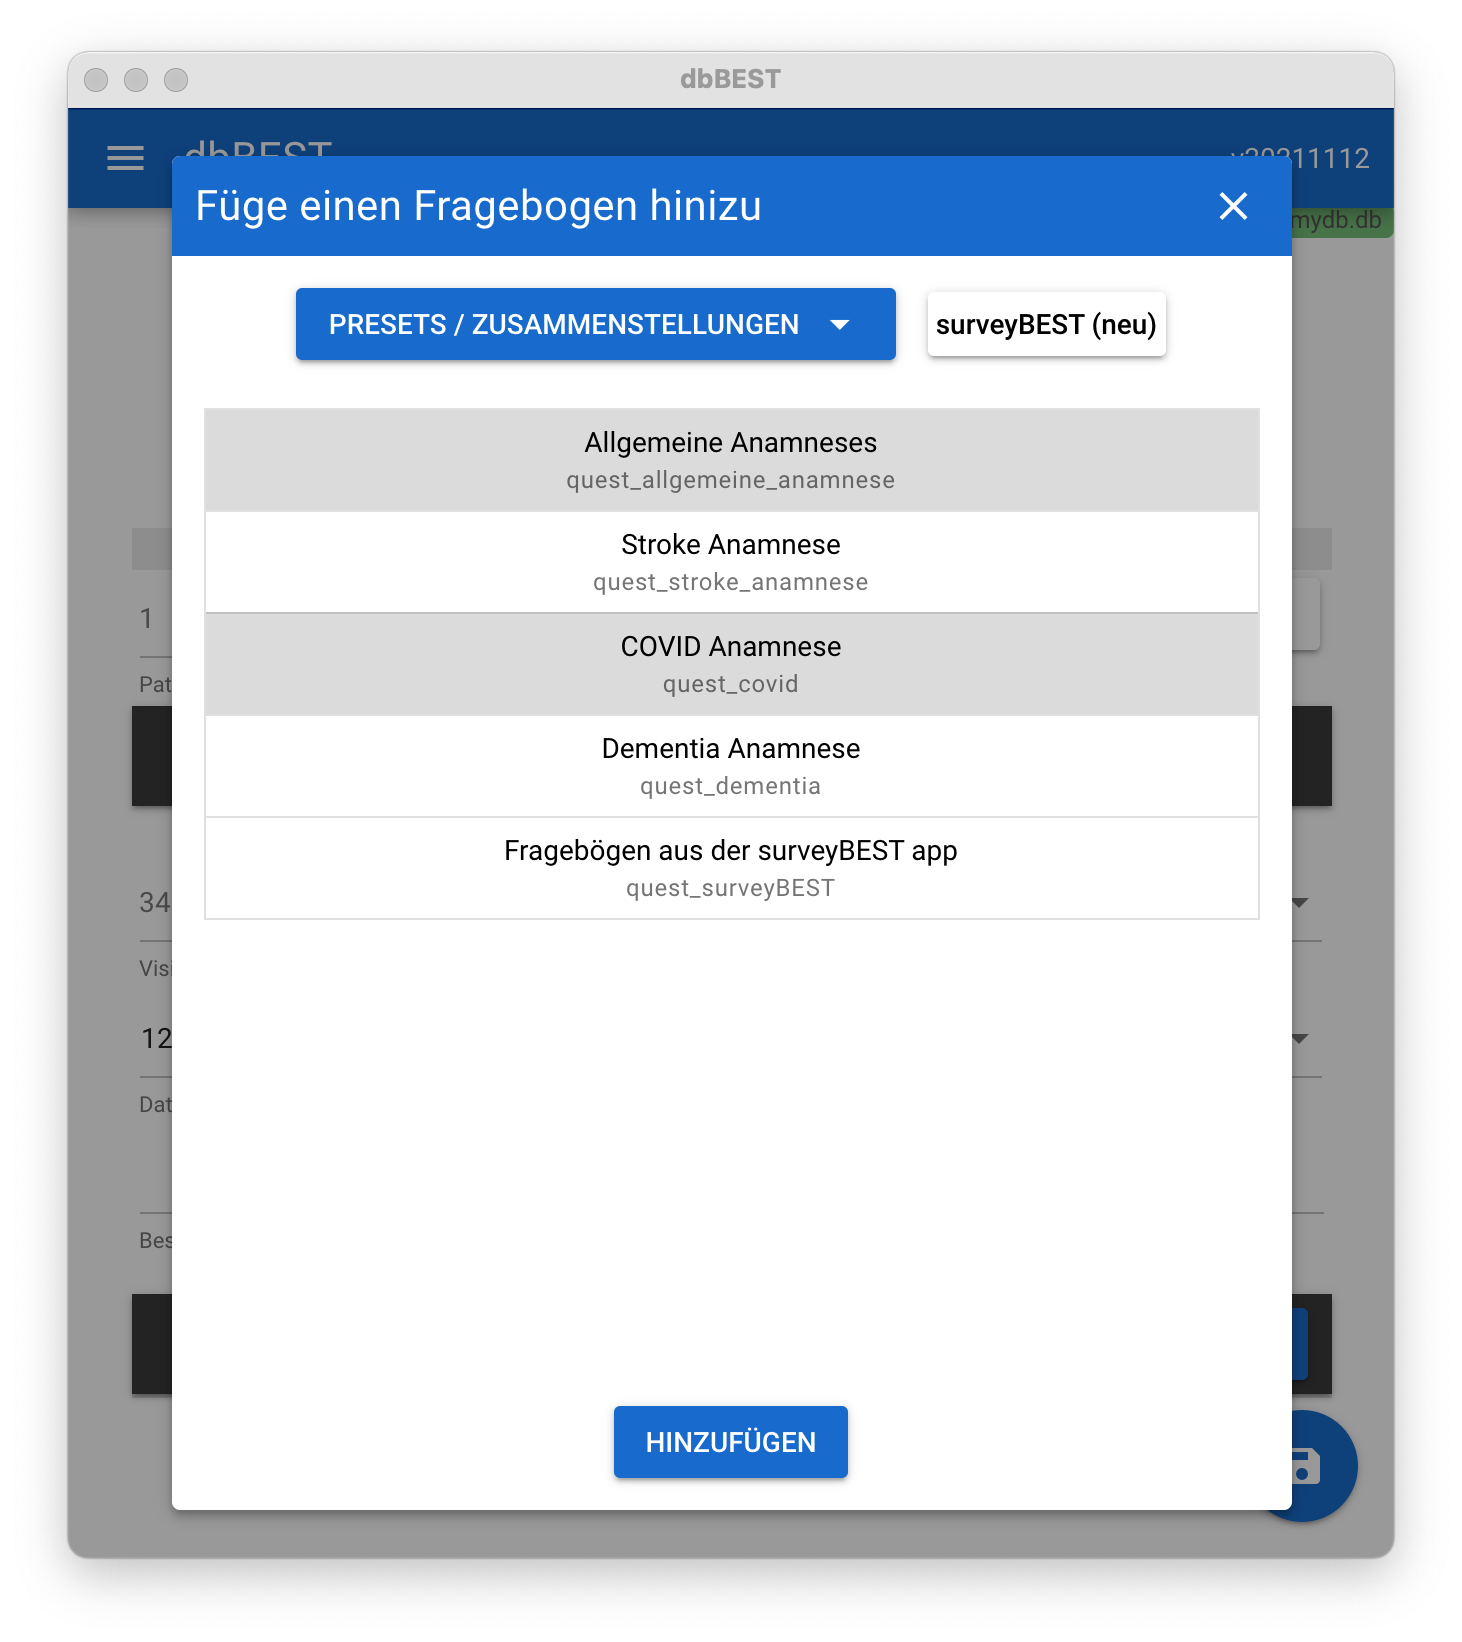 dbBEST
dbBEST
v20211112
Füge einen Fragebogen hinizu
mydb.db
PRESETS / ZUSAMMENSTELLUNGEN
surveyBEST (neu)
Allgemeine Anamneses
quest_allgemeine_anamnese
Stroke Anamnese
quest_stroke_anamnese
1
COVID Anamnese
quest_covid
Pat
Dementia Anamnese
quest_dementia
Fragebögen aus der surveyBEST app
quest_surveyBEST
34
Visi
12
Dat
Bes
HINZUFÜGEN